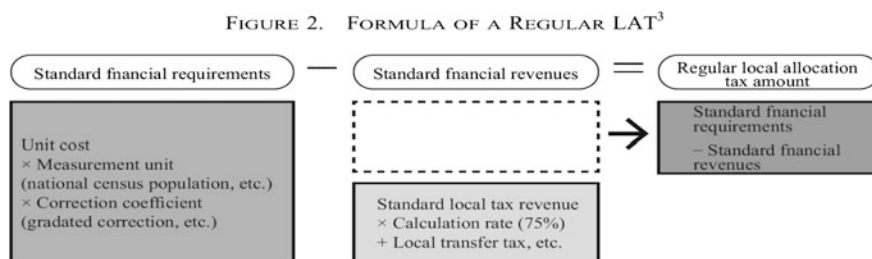 FIGURE 2. FORMULA OF A REGULAR LAT3
Standard fnancial requirements
—
Standard fnancial revenues
=
Regular local allocation
tax amount
Unit cost
× Measurement unit
(national census population, etc.)
× Correction coefficient
(gradated correction, etc.)
Standard local tax revenue
× Calculation rate (75%)
+ Local transfer tax, etc.
Standard fnancial
requirements
– Standard fnancial
revenues